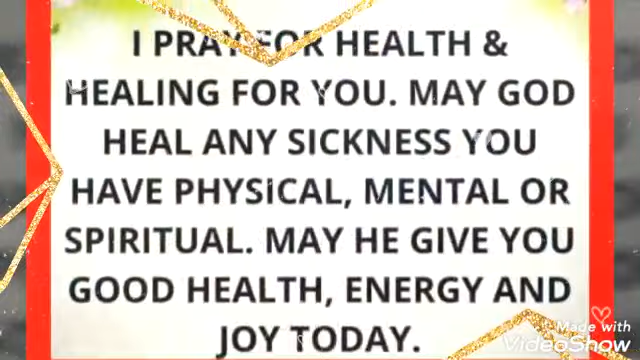 I PRAY FOR HEALTH &
HEALING FOR YOU. MAY GOD
HEAL ANY SICKNESS YOU
HAVE PHYSICAL, MENTAL OR
SPIRITUAL. MAY HE GIVE YOU
GOOD HEALTH, ENERGY AND
JOY TODAY.
Made with
VideoShow